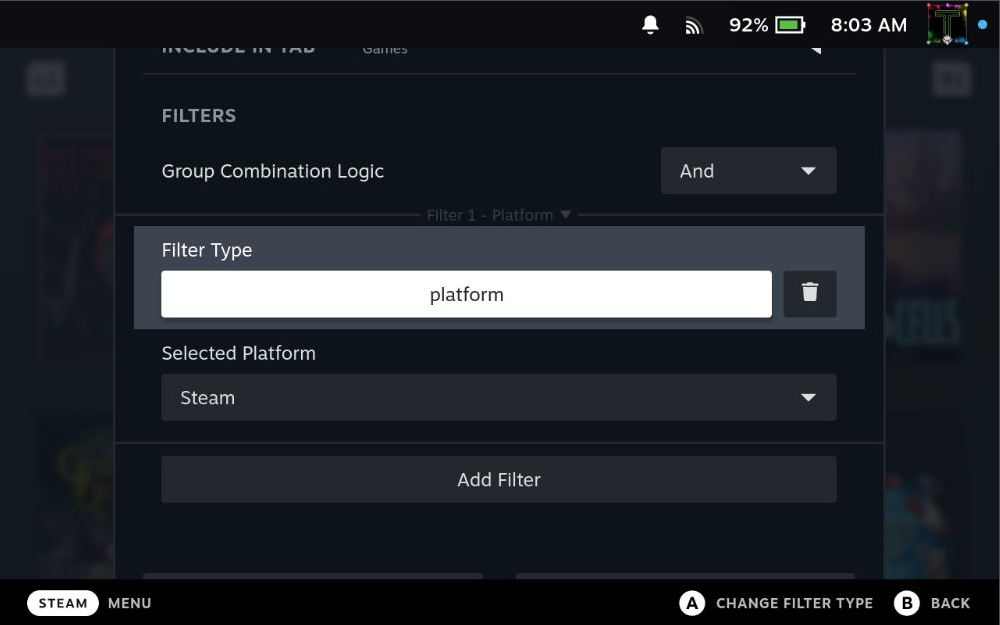 92% 8:03 AM
INCLUDE IN TAB Games
FILTERS
Group Combination Logic And
Filter 1 - Platform
Filter Type
platform
Selected Platform
Steam
Add Filter
STEAM MENU A CHANGE FILTER TYPE B BACK